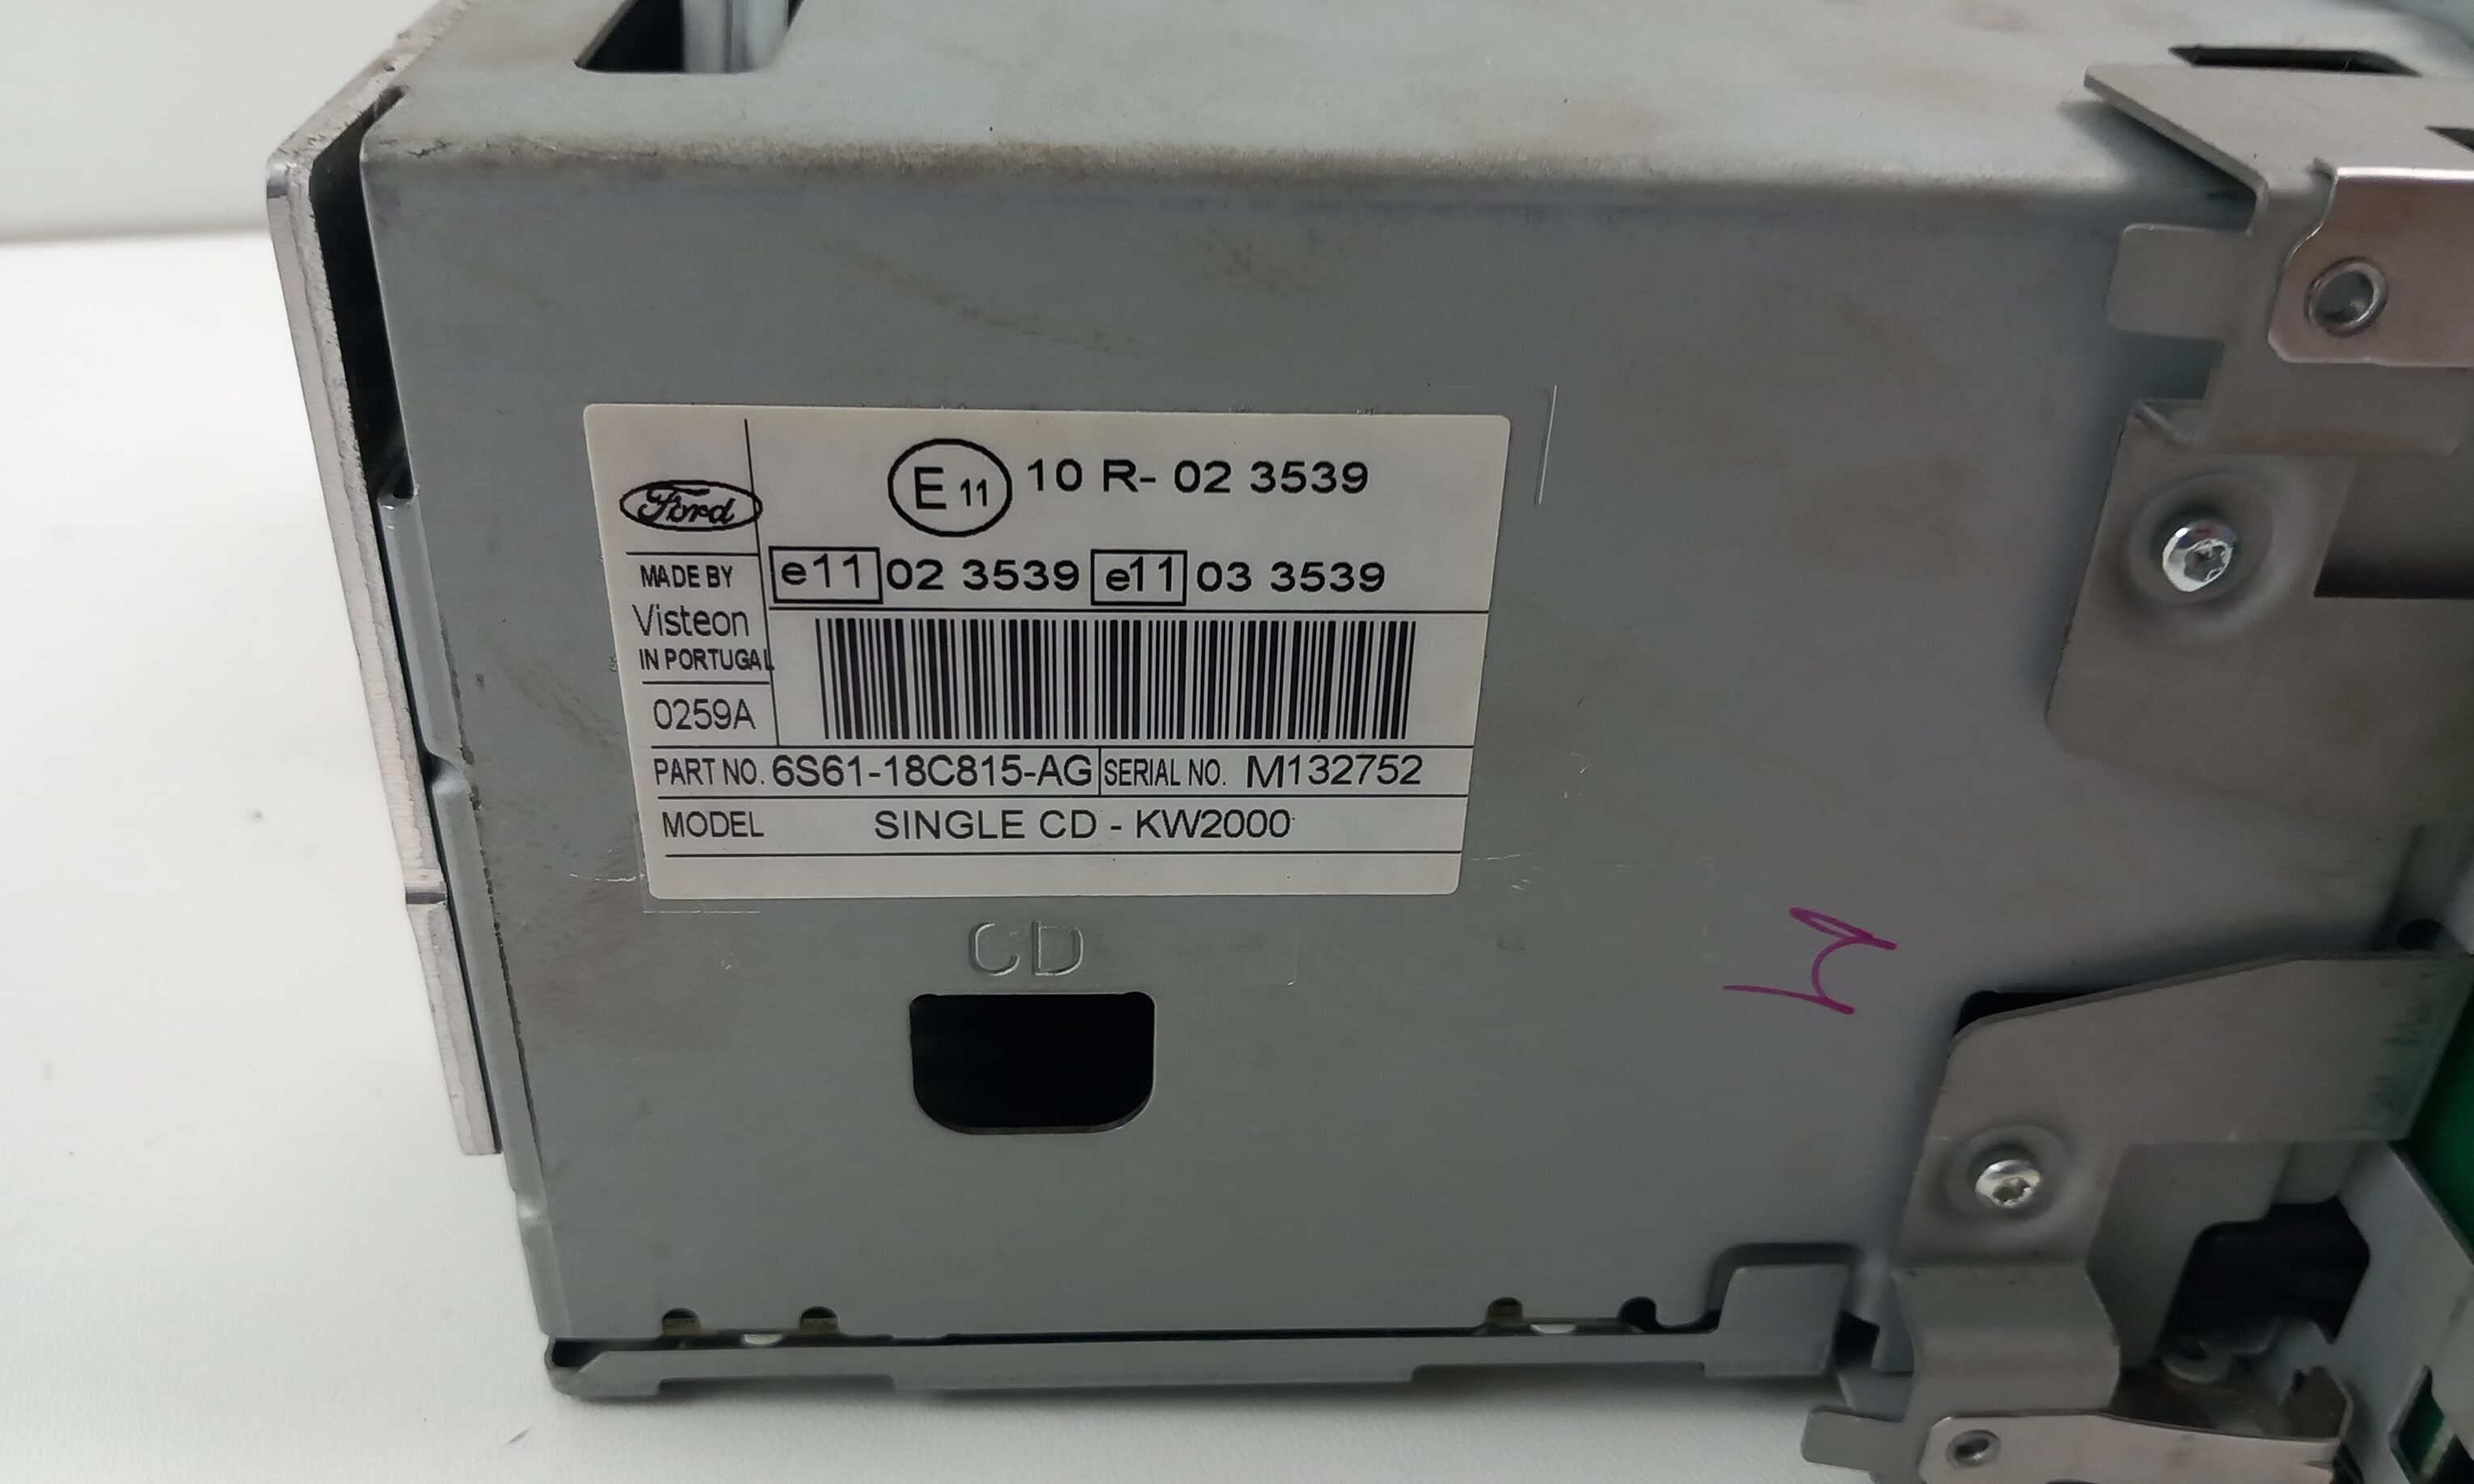 E 11 10 R- 02 3539
Ford
e11 02 3539 e11 03 3539
MADE BY
Visteon
IN PORTUGAL
0259A
PART NO. 6S61-18C815-AG SERIAL NO. M132752
MODEL SINGLE CD - KW2000
CD